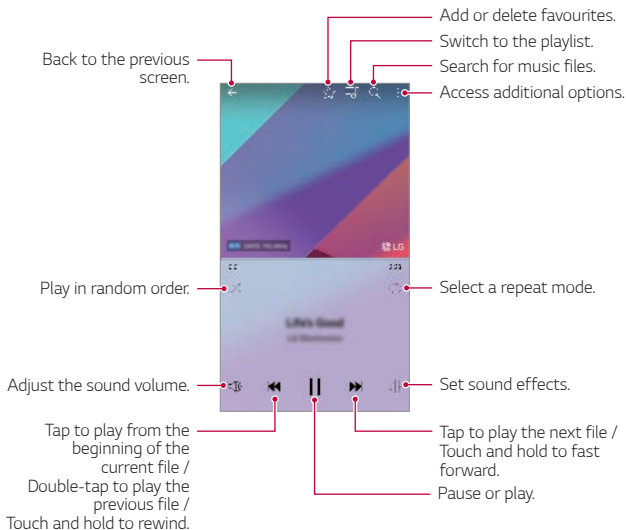 Add or delete favourites.
Switch to the playlist.
Back to the previous
screen.
Search for music files.
Access additional options.
LG
Play in random order.
Select a repeat mode.
Life's Good
LG Electronics
Adjust the sound volume.
Set sound effects.
Tap to play from the
beginning of the
current file /
Double-tap to play the
previous file /
Touch and hold to rewind.
Tap to play the next file /
Touch and hold to fast
forward.
Pause or play.